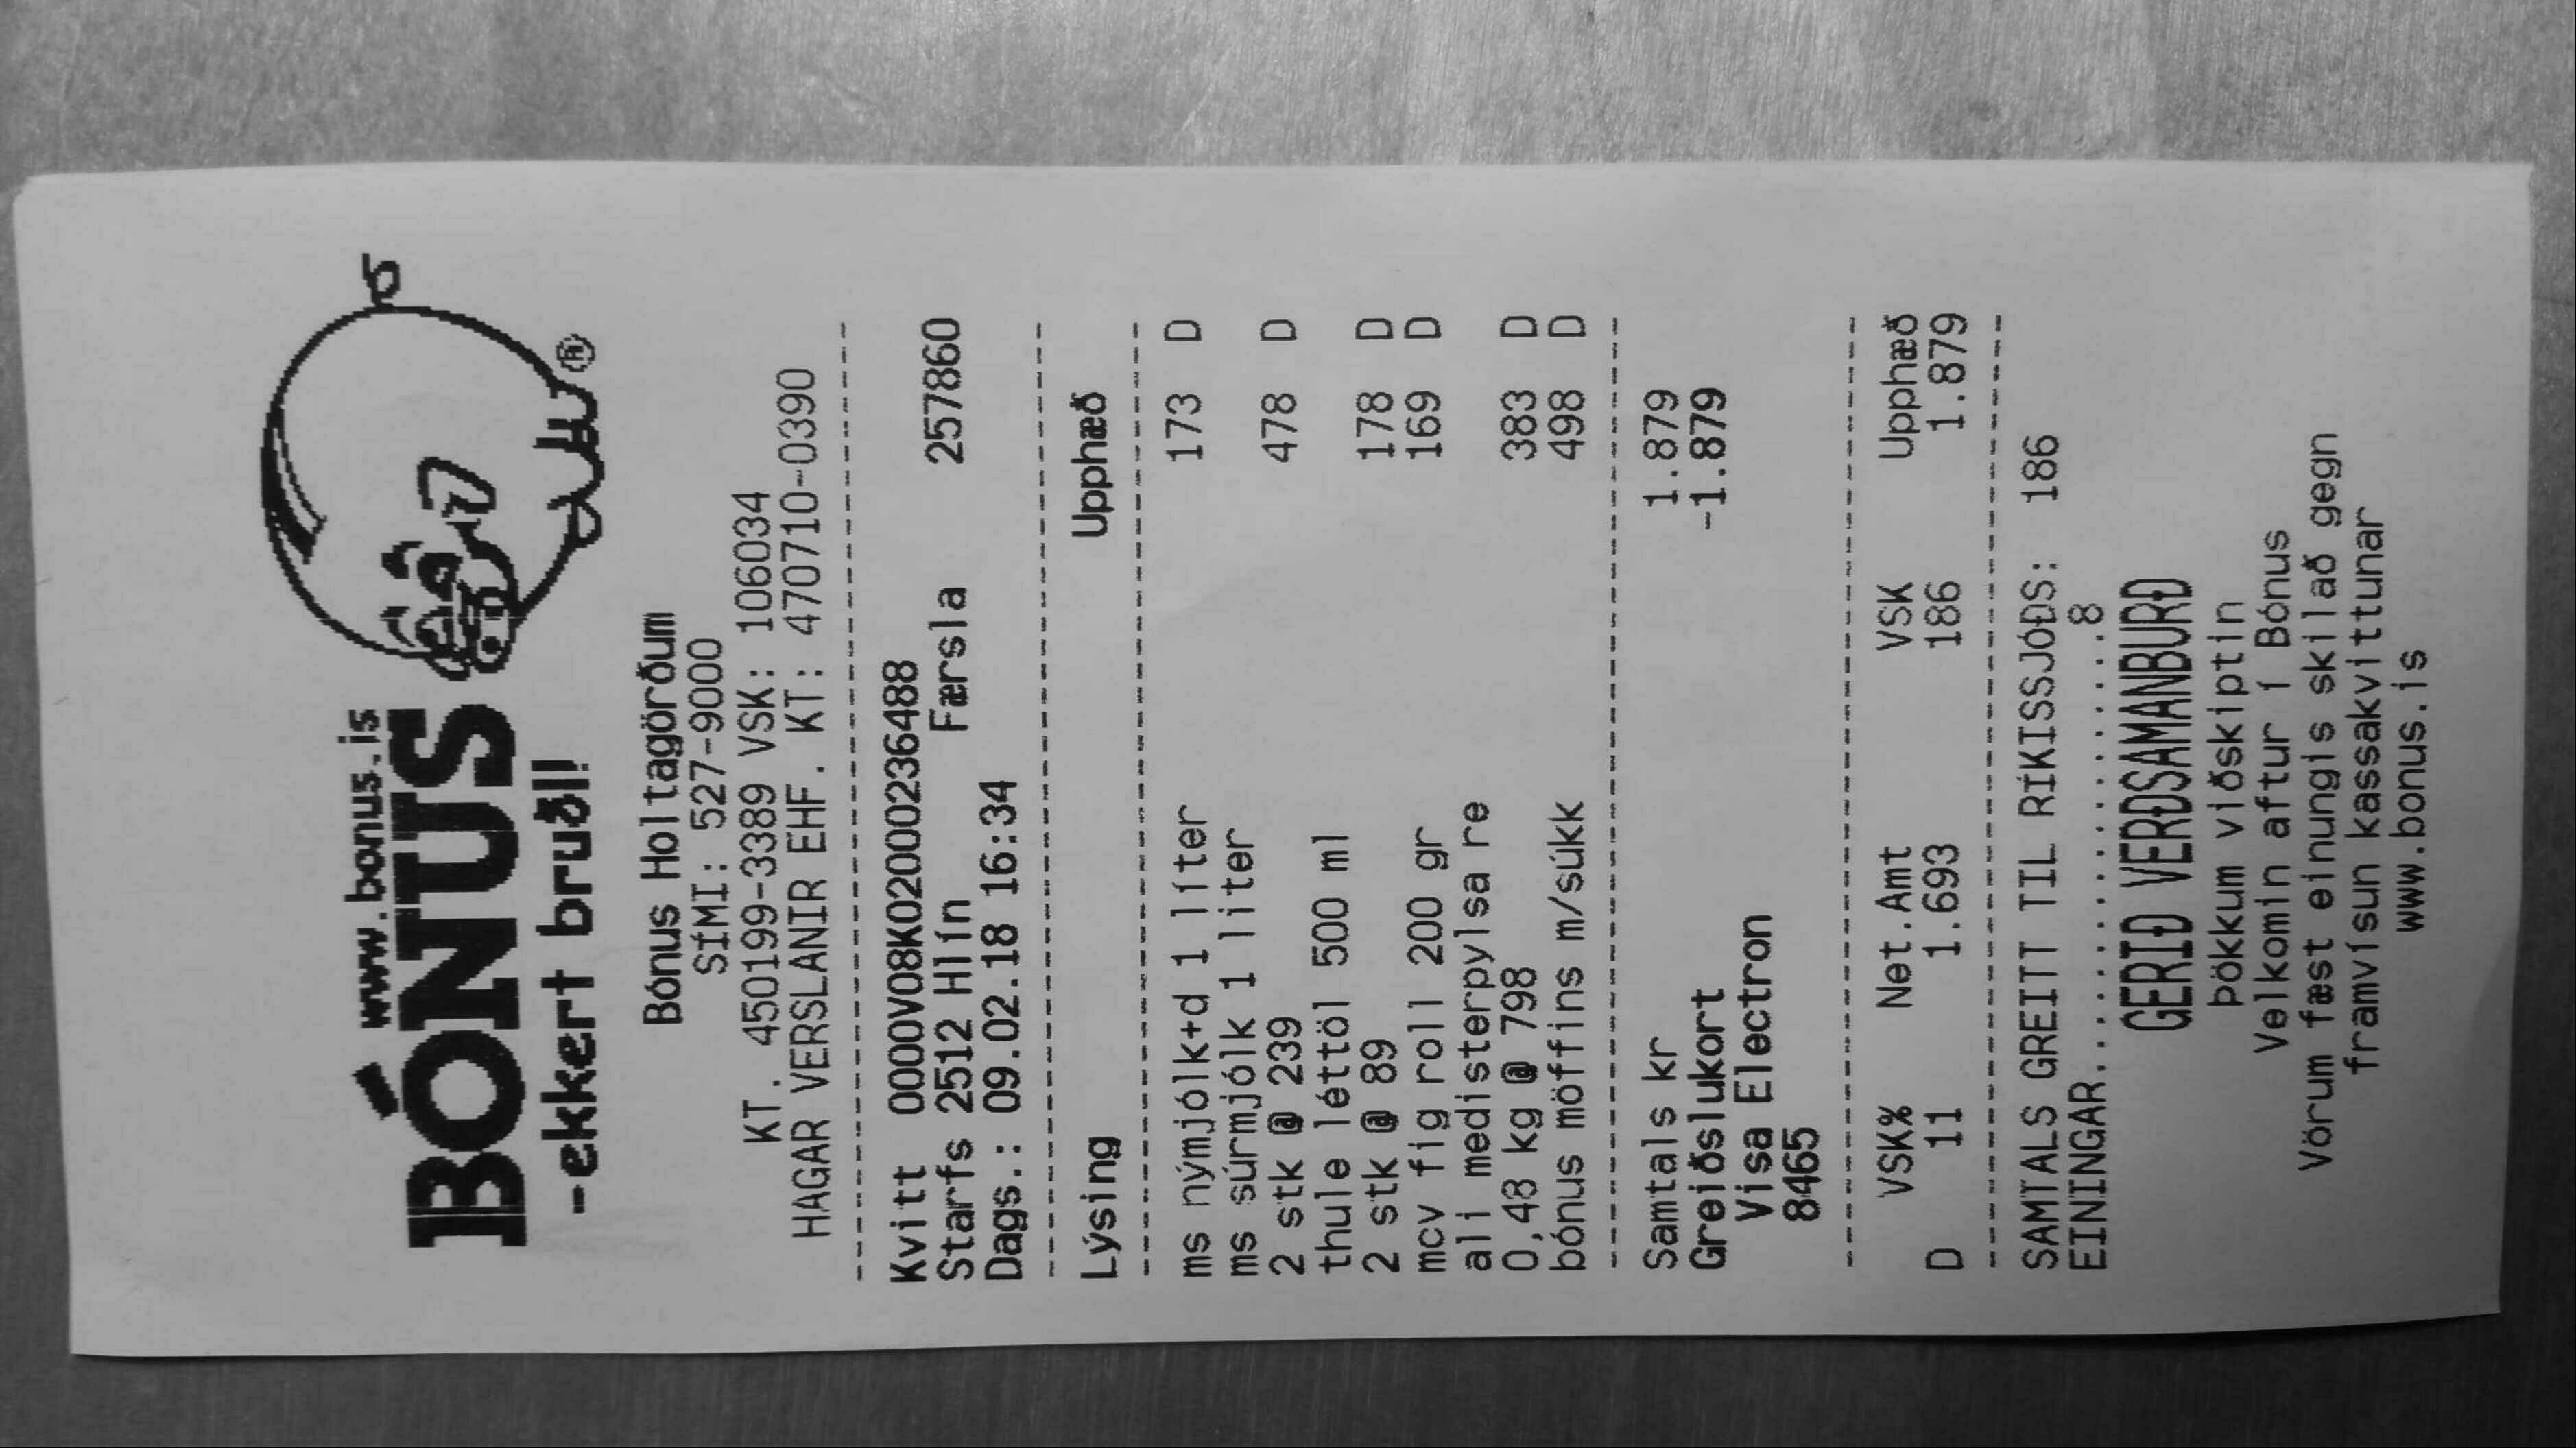 www.bonus.is
BÓNUS ®
-ekkert bruðl!
Bónus Holtagörðum
SÍMI: 527-9000
KT. 450199-3389 VSK: 106034
HAGAR VERSLANIR EHF. KT: 470710-0390
Kvitt 0000V08K02000236488
Starfs 2512 Hlín Færsla 257860
Dags.: 09.02.18 16:34
Lýsing Upphæð
ms nýmjólk+d 1 líter 173 D
ms súrmjólk 1 líter
2 stk @ 239 478 D
thule léttöl 500 ml
2 stk @ 89 178 D
mcv fig roll 200 gr 169 D
ali medisterpylsa re
0,48 kg @ 798 383 D
bónus möffins m/súkk 498 D
Samtals kr 1.879
Greiðslukort -1.879
Visa Electron
8465
VSK% Net.Amt VSK Upphæð
D 11 1.693 186 1.879
SAMTALS GREITT TIL RÍKISSJÓÐS: 186
EININGAR......................8
GERIÐ VERÐSAMANBURÐ
Þökkum viðskiptin
Velkomin aftur í Bónus
Vörum fæst einungis skilað gegn
framvísun kassakvittunar
www.bonus.is